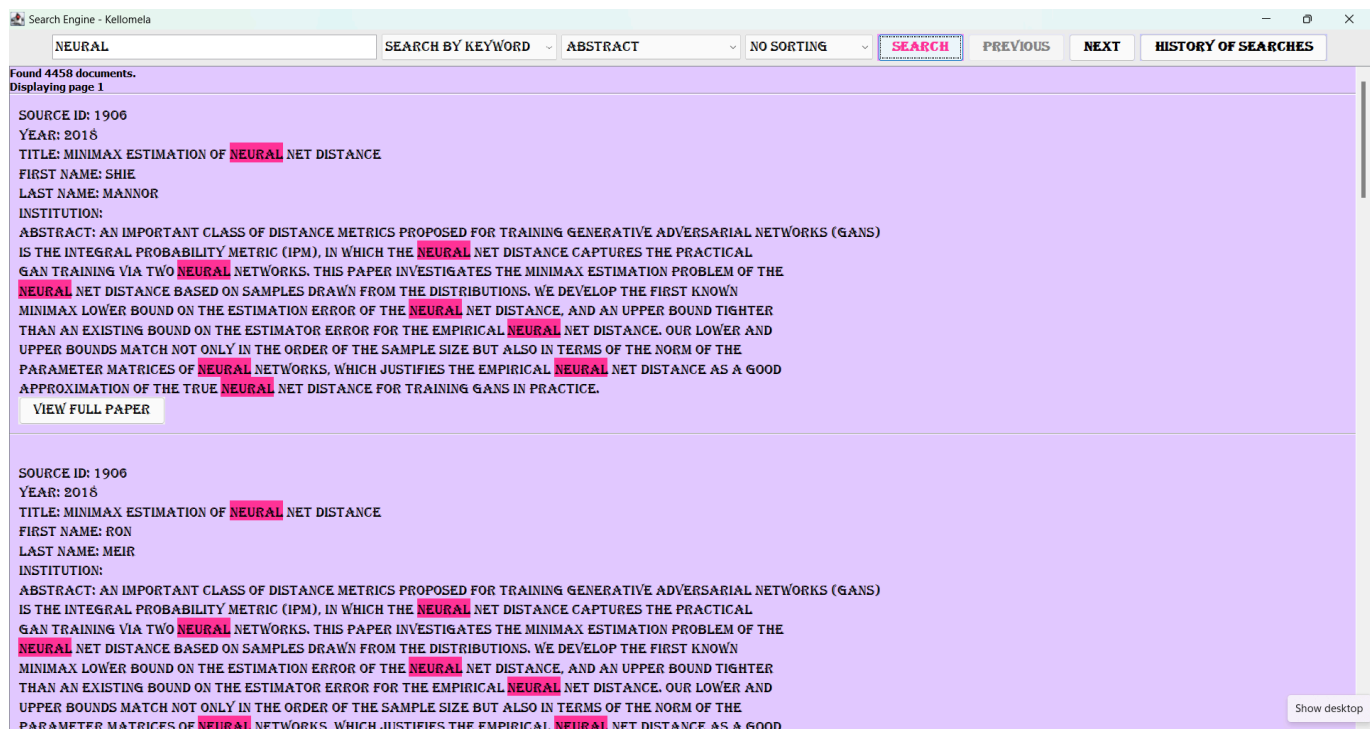 Search Engine - Kellomela
NEURAL SEARCH BY KEYWORD ABSTRACT NO SORTING SEARCH PREVIOUS NEXT HISTORY OF SEARCHES
Found 4458 documents.
Displaying page 1
SOURCE ID: 1906
YEAR: 2018
TITLE: MINIMAX ESTIMATION OF NEURAL NET DISTANCE
FIRST NAME: SHIE
LAST NAME: MANNOR
INSTITUTION:
ABSTRACT: AN IMPORTANT CLASS OF DISTANCE METRICS PROPOSED FOR TRAINING GENERATIVE ADVERSARIAL NETWORKS (GANS)
IS THE INTEGRAL PROBABILITY METRIC (IPM), IN WHICH THE NEURAL NET DISTANCE CAPTURES THE PRACTICAL
GAN TRAINING VIA TWO NEURAL NETWORKS. THIS PAPER INVESTIGATES THE MINIMAX ESTIMATION PROBLEM OF THE
NEURAL NET DISTANCE BASED ON SAMPLES DRAWN FROM THE DISTRIBUTIONS. WE DEVELOP THE FIRST KNOWN
MINIMAX LOWER BOUND ON THE ESTIMATION ERROR OF THE NEURAL NET DISTANCE, AND AN UPPER BOUND TIGHTER
THAN AN EXISTING BOUND ON THE ESTIMATOR ERROR FOR THE EMPIRICAL NEURAL NET DISTANCE. OUR LOWER AND
UPPER BOUNDS MATCH NOT ONLY IN THE ORDER OF THE SAMPLE SIZE BUT ALSO IN TERMS OF THE NORM OF THE
PARAMETER MATRICES OF NEURAL NETWORKS, WHICH JUSTIFIES THE EMPIRICAL NEURAL NET DISTANCE AS A GOOD
APPROXIMATION OF THE TRUE NEURAL NET DISTANCE FOR TRAINING GANS IN PRACTICE.
VIEW FULL PAPER
SOURCE ID: 1906
YEAR: 2018
TITLE: MINIMAX ESTIMATION OF NEURAL NET DISTANCE
FIRST NAME: RON
LAST NAME: MEIR
INSTITUTION:
ABSTRACT: AN IMPORTANT CLASS OF DISTANCE METRICS PROPOSED FOR TRAINING GENERATIVE ADVERSARIAL NETWORKS (GANS)
IS THE INTEGRAL PROBABILITY METRIC (IPM), IN WHICH THE NEURAL NET DISTANCE CAPTURES THE PRACTICAL
GAN TRAINING VIA TWO NEURAL NETWORKS. THIS PAPER INVESTIGATES THE MINIMAX ESTIMATION PROBLEM OF THE
NEURAL NET DISTANCE BASED ON SAMPLES DRAWN FROM THE DISTRIBUTIONS. WE DEVELOP THE FIRST KNOWN
MINIMAX LOWER BOUND ON THE ESTIMATION ERROR OF THE NEURAL NET DISTANCE, AND AN UPPER BOUND TIGHTER
THAN AN EXISTING BOUND ON THE ESTIMATOR ERROR FOR THE EMPIRICAL NEURAL NET DISTANCE. OUR LOWER AND
UPPER BOUNDS MATCH NOT ONLY IN THE ORDER OF THE SAMPLE SIZE BUT ALSO IN TERMS OF THE NORM OF THE
PARAMETER MATRICES OF NEURAL NETWORKS, WHICH JUSTIFIES THE EMPIRICAL NEURAL NET DISTANCE AS A GOOD
Show desktop